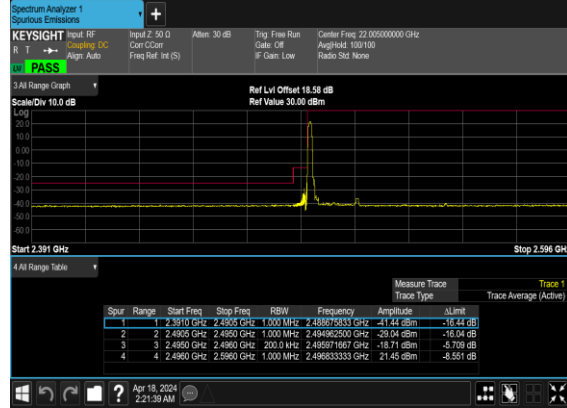 Spectrum Analyzer 1
Spurious Emissions
+
KEYSIGHT Input: RF Input Z: 50 Ω Atten: 30 dB Trig: Free Run Center Freq: 22.005000000 GHz
R T Coupling: DC Corr CCorr Gate: Off Avg|Hold: 100/100
Align: Auto Freq Ref: Int (S) IF Gain: Low Radio Std: None
PASS
3 All Range Graph
Ref Lvl Offset 18.58 dB
Scale/Div 10.0 dB Ref Value 30.00 dBm
Log
20.0
10.0
0.00
-10.0
-20.0
-30.0
-40.0
-50.0
-60.0
Start 2.391 GHz Stop 2.596 GHz
4 All Range Table
Measure Trace Trace 1
Trace Type Trace Average (Active)
Spur Range Start Freq Stop Freq RBW Frequency Amplitude ΔLimit
1 1 2.3910 GHz 2.4905 GHz 1.000 MHz 2.488675833 GHz -41.44 dBm -16.44 dB
2 2 2.4905 GHz 2.4950 GHz 1.000 MHz 2.494962500 GHz -29.04 dBm -16.04 dB
3 3 2.4950 GHz 2.4960 GHz 200.0 kHz 2.495971667 GHz -18.71 dBm -5.709 dB
4 4 2.4960 GHz 2.5960 GHz 1.000 MHz 2.496833333 GHz 21.45 dBm -8.551 dB
? Apr 18, 2024
2:21:39 AM